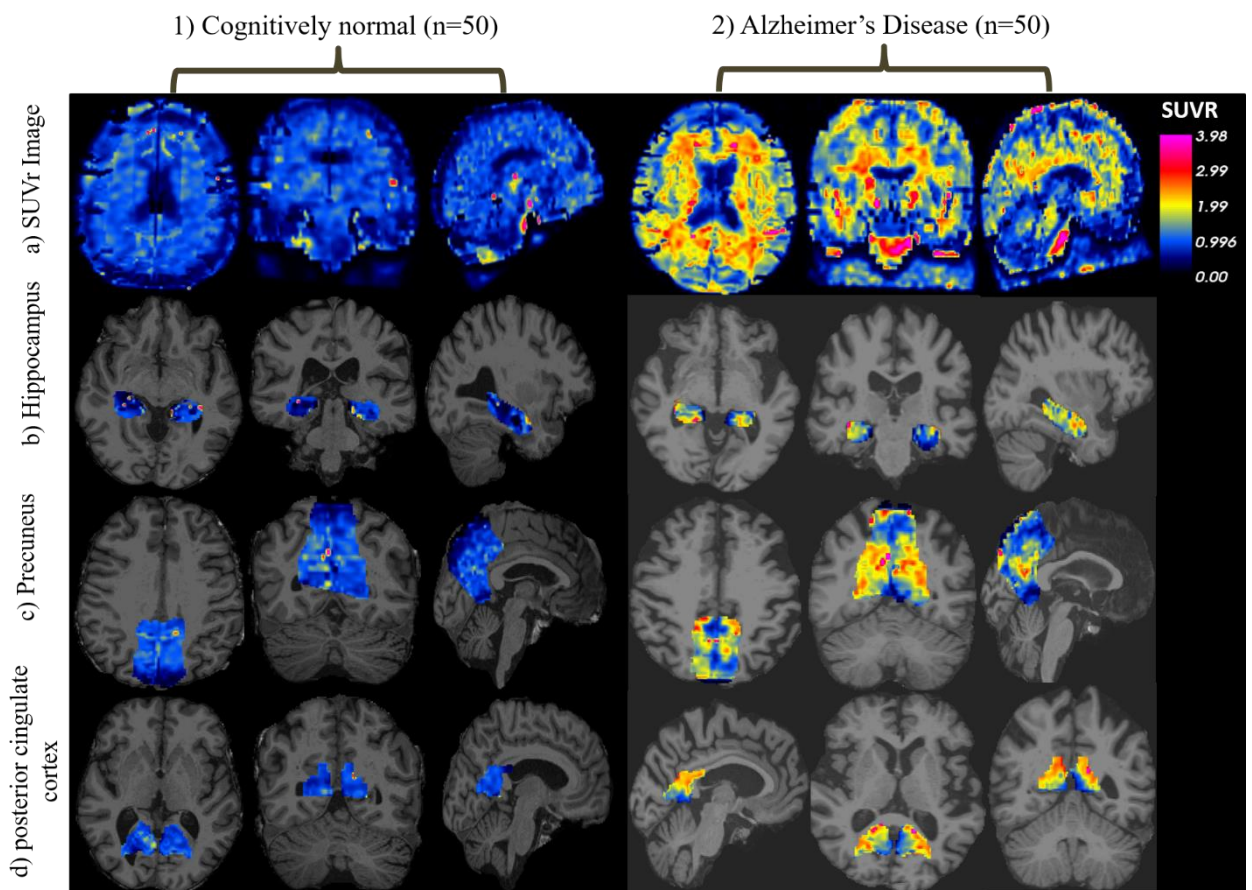 1) Cognitively normal (n=50)
2) Alzheimer’s Disease (n=50)
a) SUVr Image
SUVR
3.98
2.99
1.99
0.996
0.00
b) Hippocampus
c) Precuneus
d) posterior cingulate
cortex